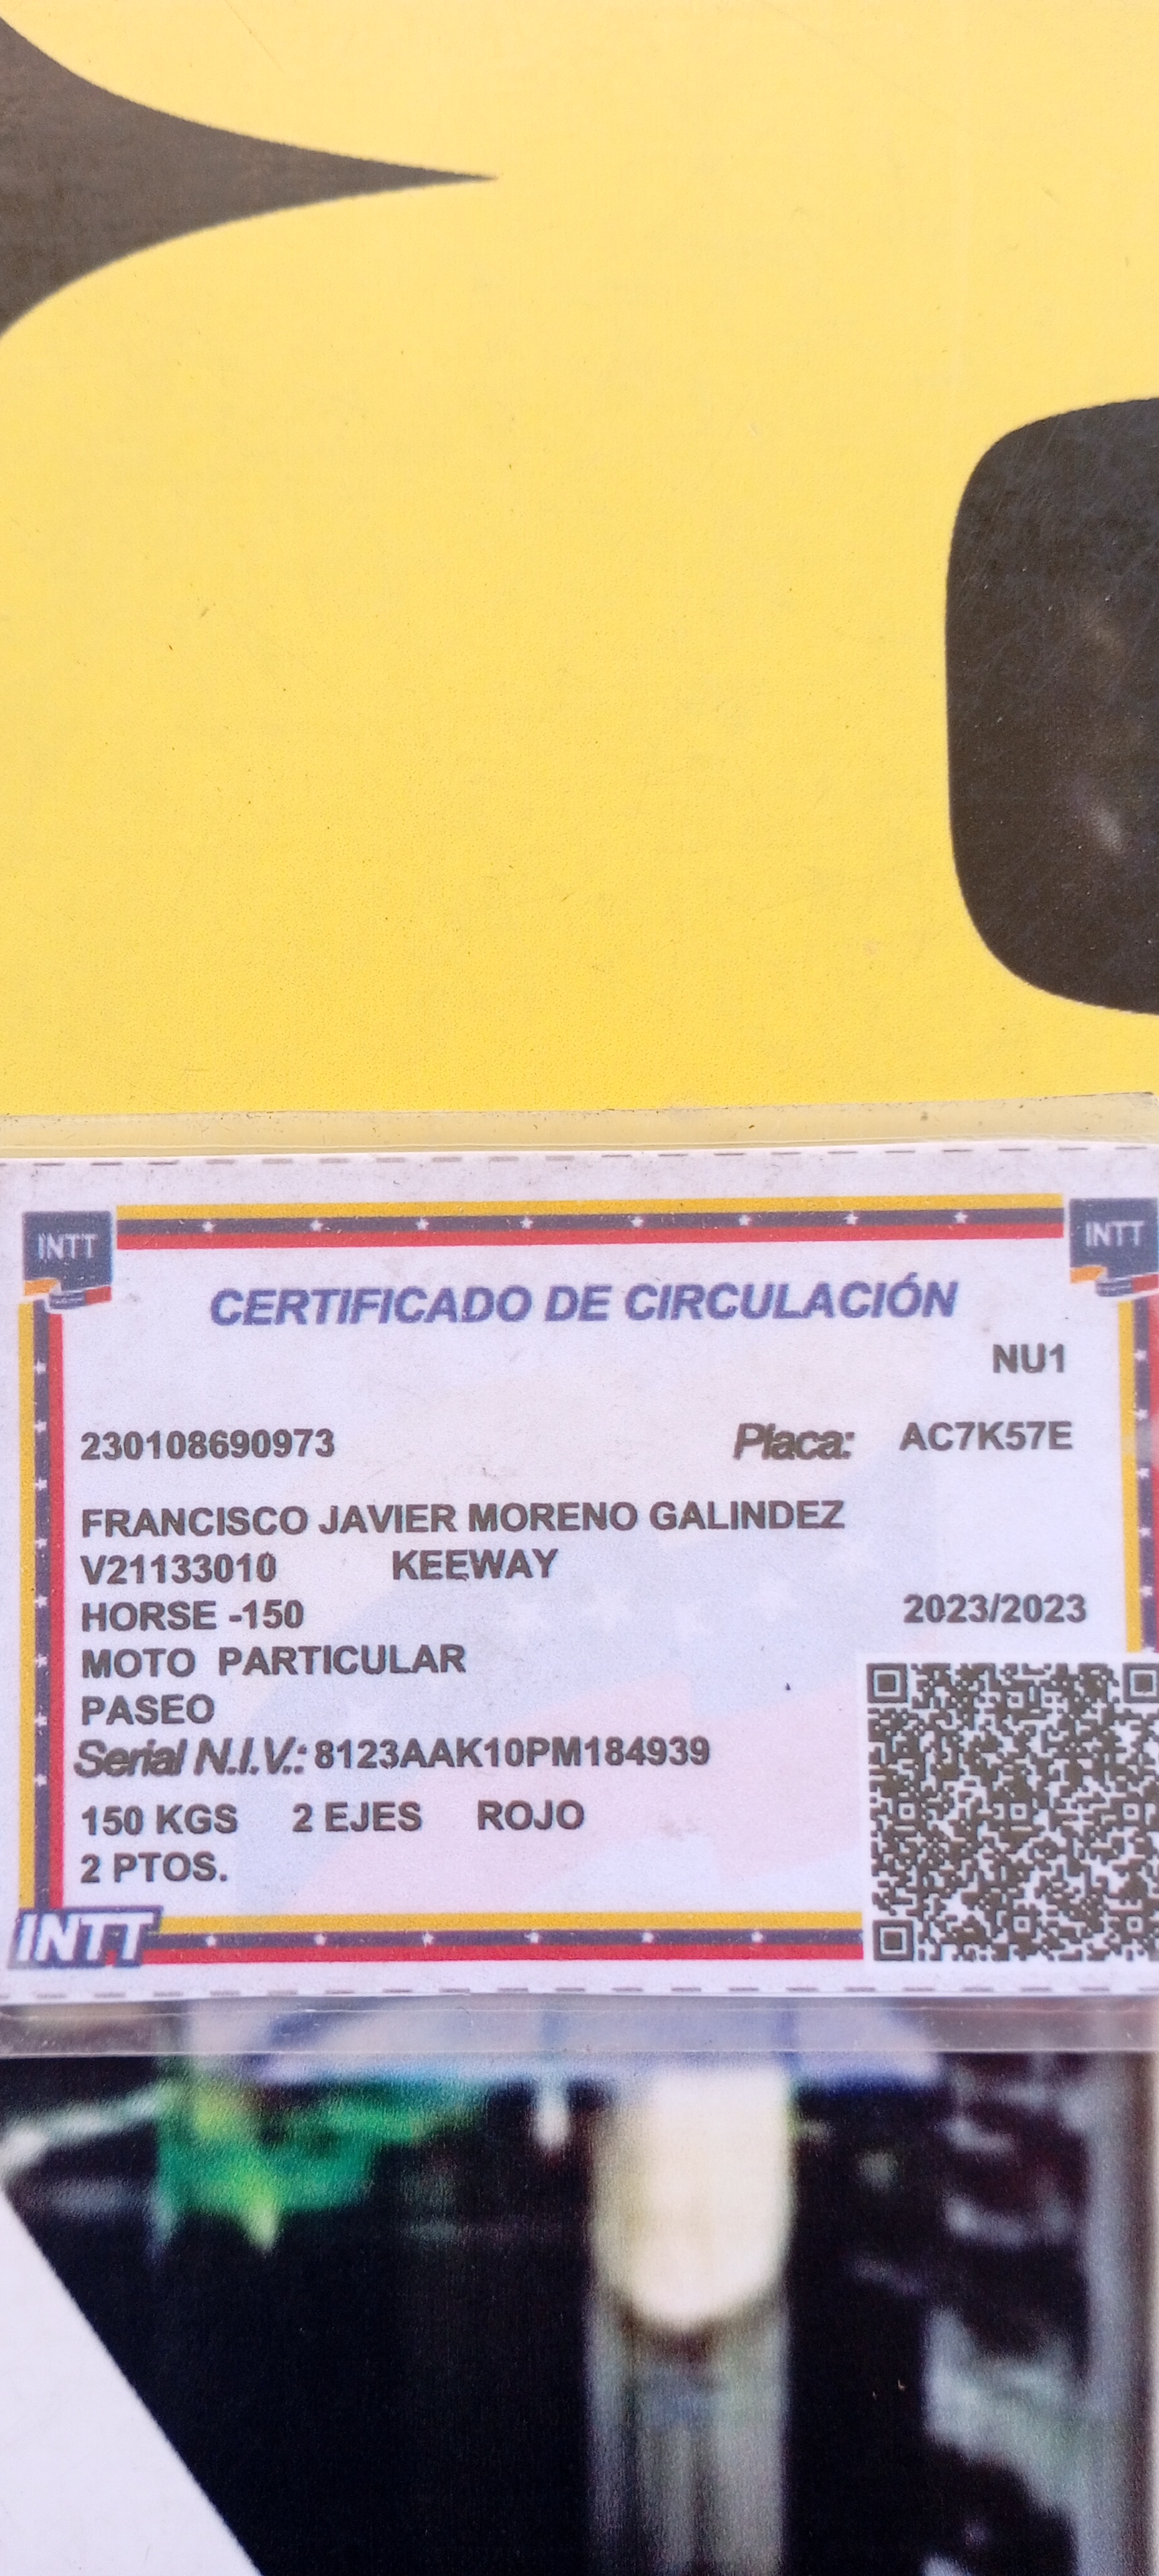 INTT
INTT
CERTIFICADO DE CIRCULACIÓN
NU1
230108690973 Placa: AC7K57E
FRANCISCO JAVIER MORENO GALINDEZ
V21133010 KEEWAY
HORSE -150 2023/2023
MOTO PARTICULAR
PASEO
Serial N.I.V.: 8123AAK10PM184939
150 KGS 2 EJES ROJO
2 PTOS.
INTT